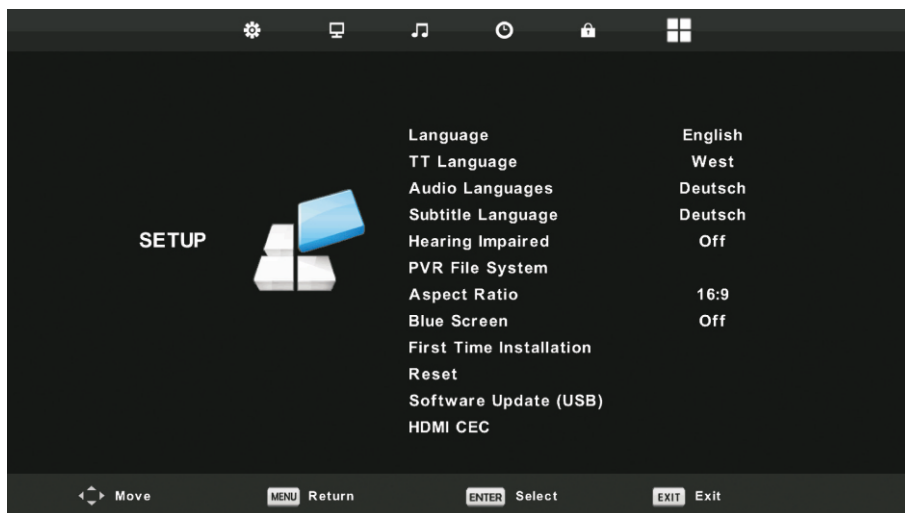 Language English
TT Language West
Audio Languages Deutsch
Subtitle Language Deutsch
SETUP
Hearing Impaired Off
PVR File System
Aspect Ratio 16:9
Blue Screen Off
First Time Installation
Reset
Software Update (USB)
HDMI CEC
Move MENU Return ENTER Select EXIT Exit